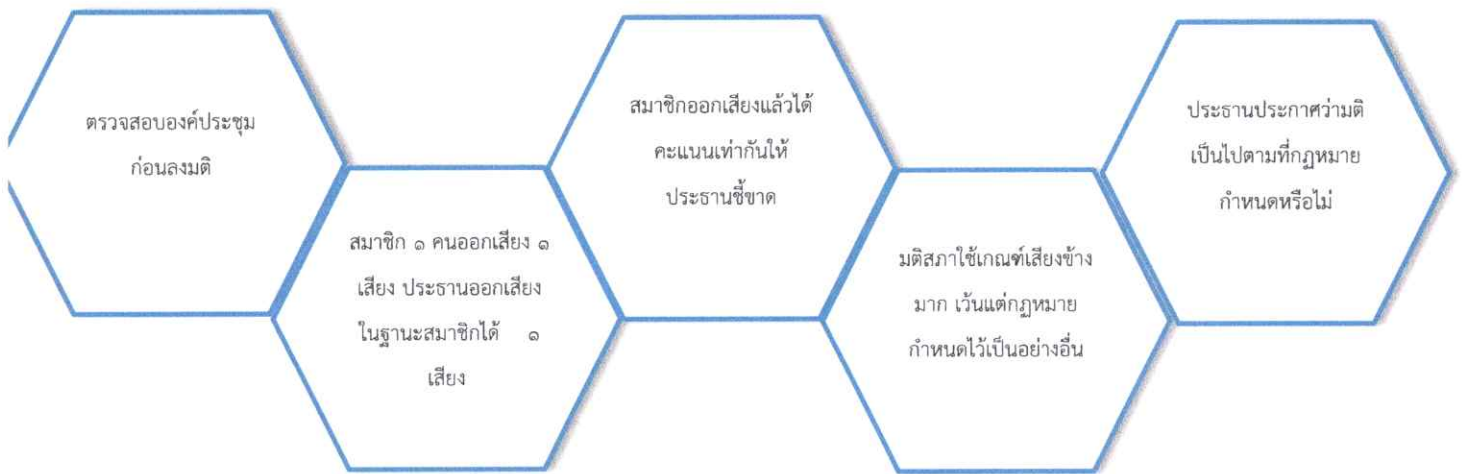 ตรวจสอบองค์ประชุม
ก่อนลงมติ
สมาชิก ๑ คนออกเสียง ๑
เสียง ประธานออกเสียง
ในฐานะสมาชิกได้ ๑
เสียง
สมาชิกออกเสียงแล้วได้
คะแนนเท่ากันให้
ประธานชี้ขาด
มติสภาใช้เกณฑ์เสียงข้าง
มาก เว้นแต่กฎหมาย
กำหนดไว้เป็นอย่างอื่น
ประธานประกาศว่ามติ
เป็นไปตามที่กฎหมาย
กำหนดหรือไม่